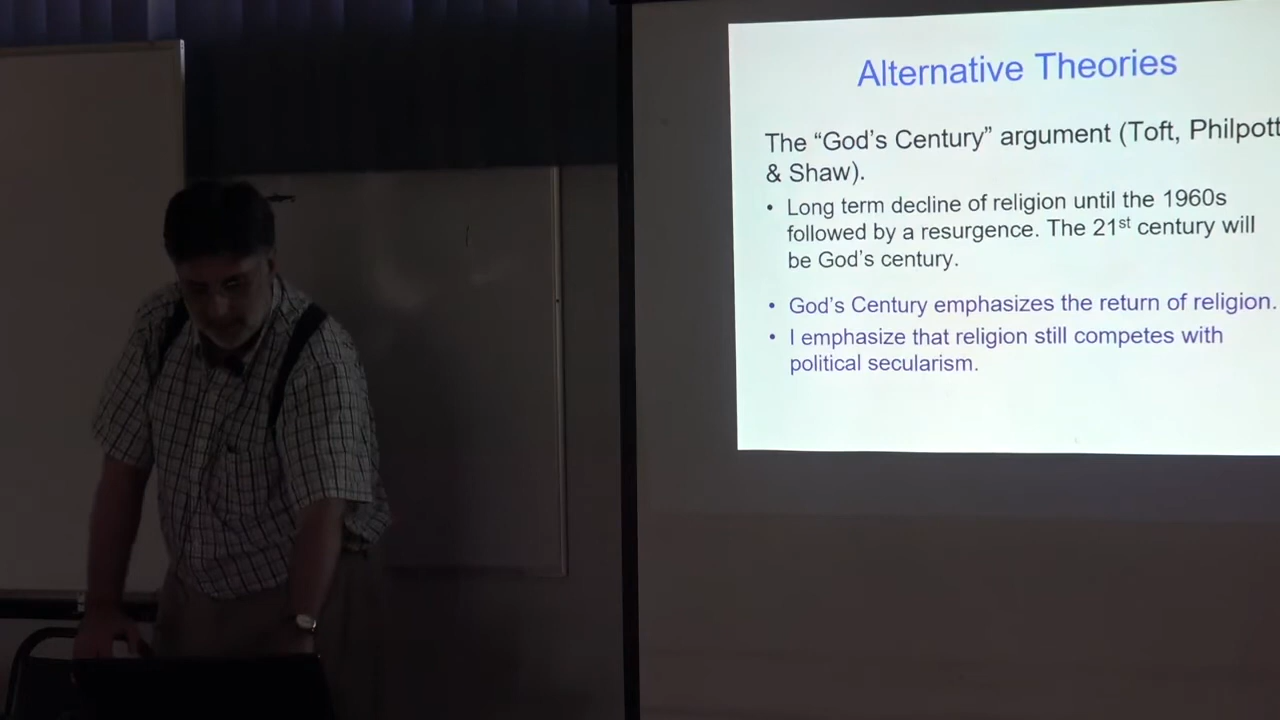 Alternative Theories
The “God’s Century” argument (Toft, Philpott
& Shaw).
• Long term decline of religion until the 1960s
followed by a resurgence. The 21st century will
be God’s century.
• God’s Century emphasizes the return of religion.
• I emphasize that religion still competes with
political secularism.